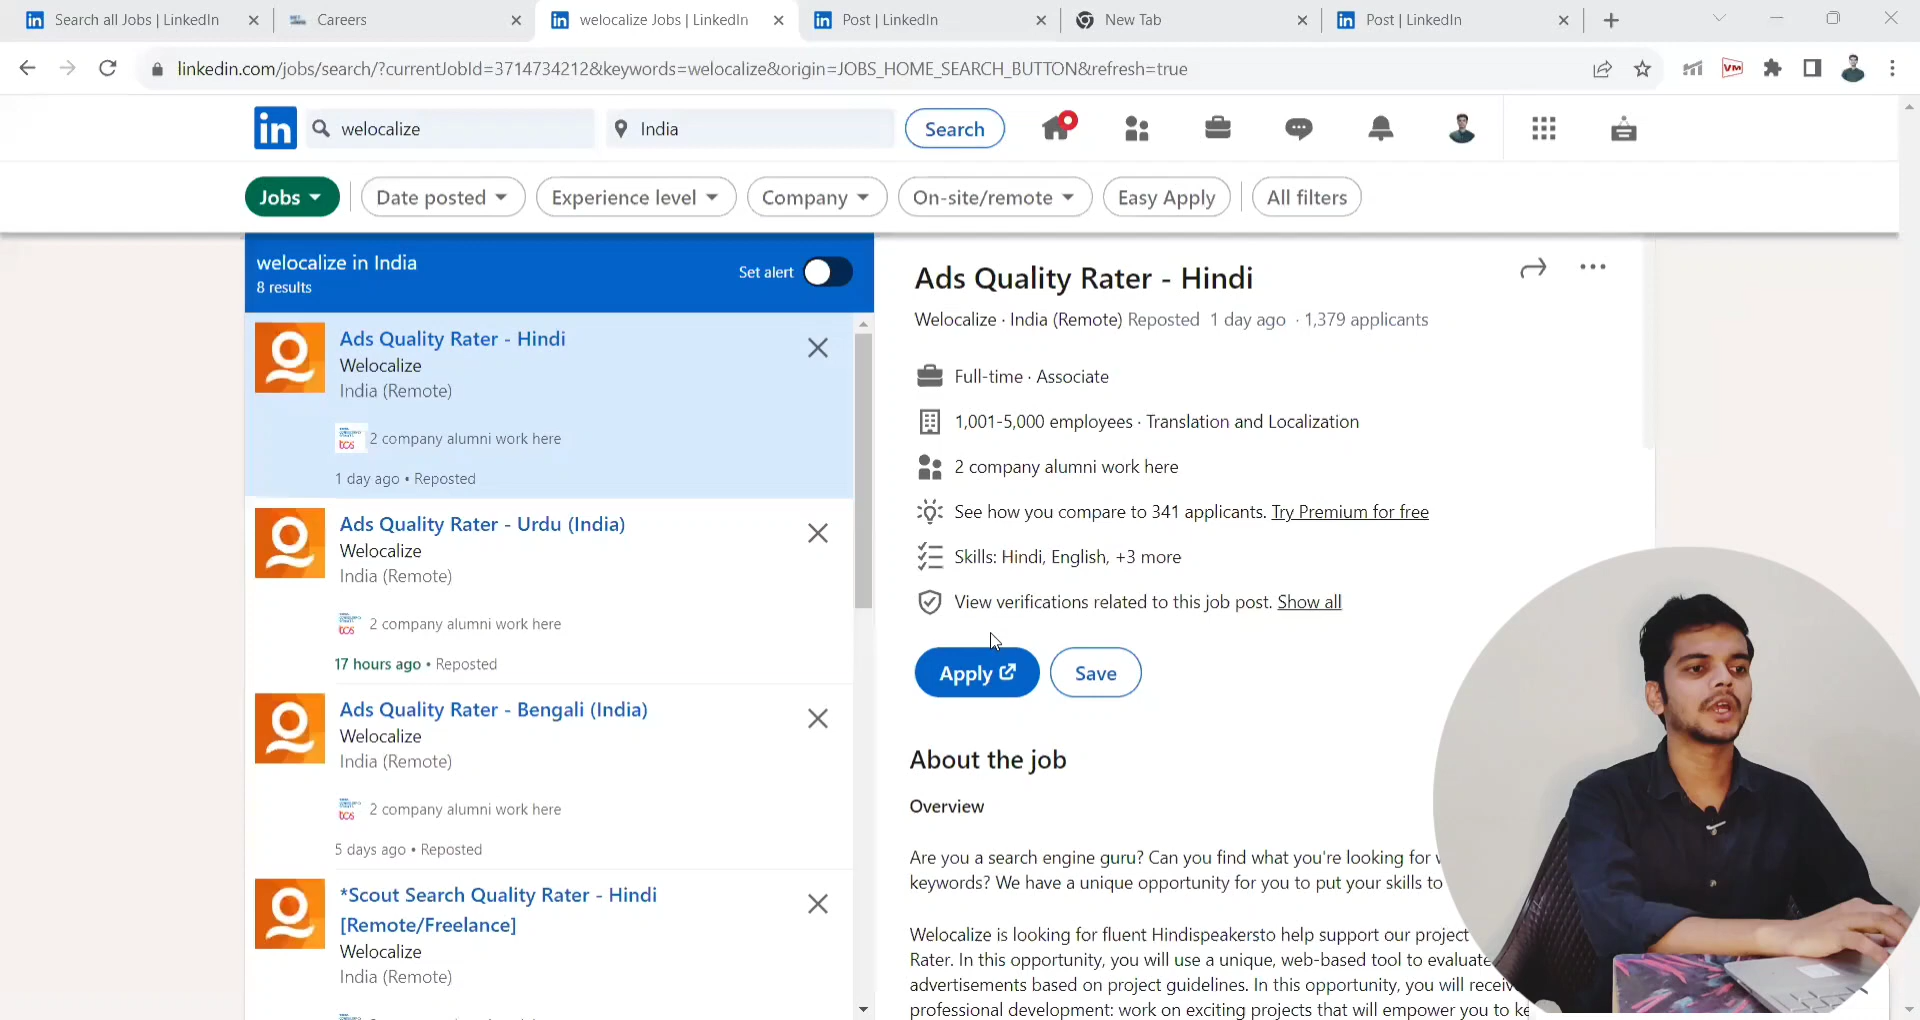 Search all Jobs | LinkedIn
Careers
welocalize Jobs | LinkedIn
Post | LinkedIn
New Tab
Post | LinkedIn
linkedin.com/jobs/search/?currentJobId=3714734212&keywords=welocalize&origin=JOBS_HOME_SEARCH_BUTTON&refresh=true
VM
in
welocalize
India
Search
Jobs
Date posted
Experience level
Company
On-site/remote
Easy Apply
All filters
welocalize in India
8 results
Set alert
Ads Quality Rater - Hindi
Welocalize
India (Remote)
tcs 2 company alumni work here
1 day ago • Reposted
Ads Quality Rater - Urdu (India)
Welocalize
India (Remote)
tcs 2 company alumni work here
17 hours ago • Reposted
Ads Quality Rater - Bengali (India)
Welocalize
India (Remote)
tcs 2 company alumni work here
5 days ago • Reposted
*Scout Search Quality Rater - Hindi
[Remote/Freelance]
Welocalize
India (Remote)
Ads Quality Rater - Hindi
Welocalize · India (Remote) Reposted 1 day ago · 1,379 applicants
Full-time · Associate
1,001-5,000 employees · Translation and Localization
2 company alumni work here
See how you compare to 341 applicants. Try Premium for free
Skills: Hindi, English, +3 more
View verifications related to this job post. Show all
Apply
Save
About the job
Overview
Are you a search engine guru? Can you find what you're looking for
keywords? We have a unique opportunity for you to put your skills to
Welocalize is looking for fluent Hindispeakersto help support our project
Rater. In this opportunity, you will use a unique, web-based tool to evaluate
advertisements based on project guidelines. In this opportunity, you will
professional development: work on exciting projects that will empower you to